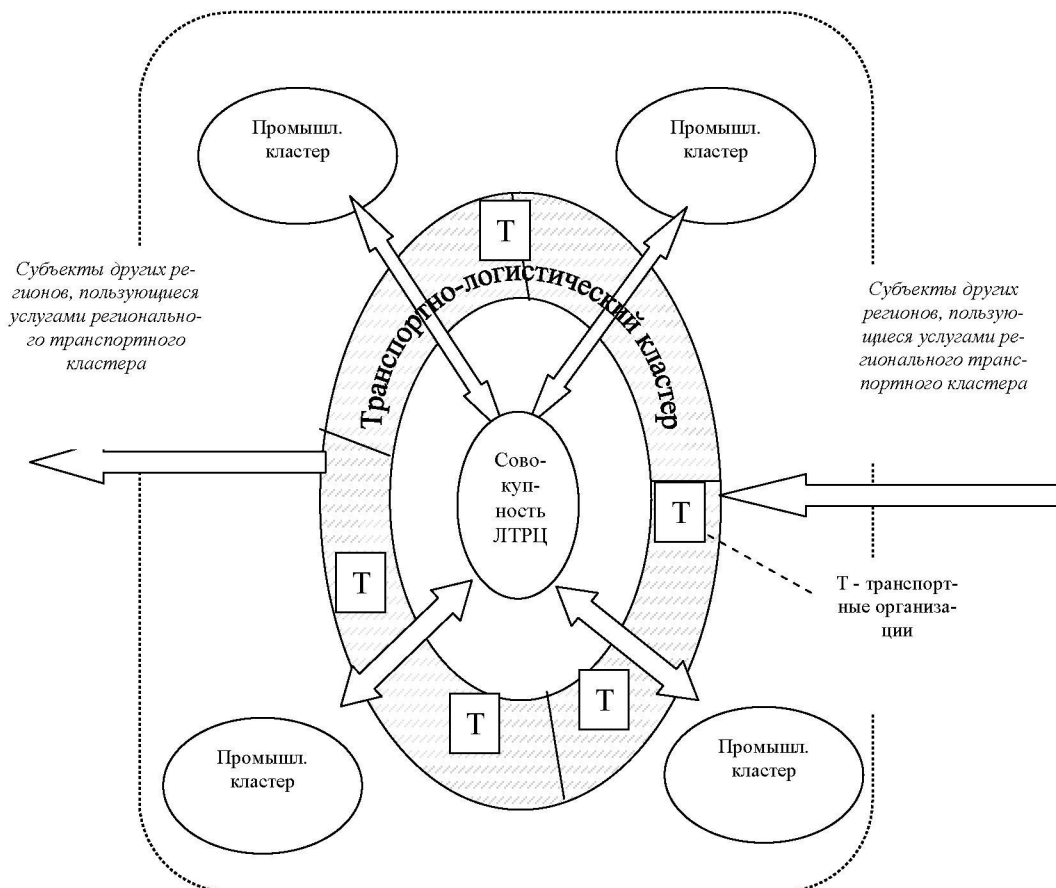 Промышл.
кластер
Промышл.
кластер
Т
Транспортно-логистический кластер
Субъекты других ре-
гионов, пользующиеся
услугами регионально-
го транспортного
кластера
Субъекты других
регионов, пользую-
щиеся услугами ре-
гионального транс-
портного кластера
Сово-
куп-
ность
ЛТРЦ
Т
Т
Т - транспорт-
ные организа-
ции
Т
Т
Промышл.
кластер
Промышл.
кластер